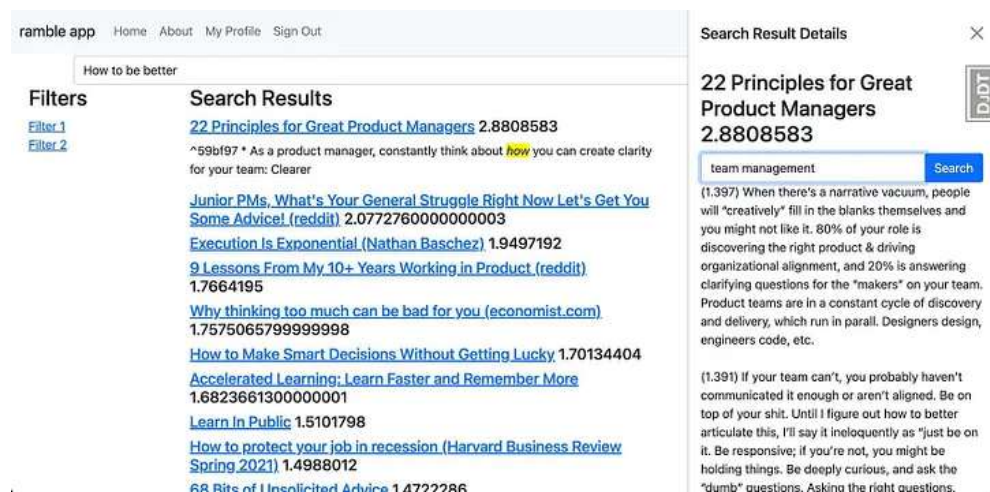 ramble app Home About My Profile Sign Out
How to be better
Filters
Filter 1
Filter 2
Search Results
22 Principles for Great Product Managers 2.8808583
^59bf97 * As a product manager, constantly think about how you can create clarity
for your team: Clearer
Junior PMs, What's Your General Struggle Right Now Let's Get You
Some Advice! (reddit) 2.0772760000000003
Execution Is Exponential (Nathan Baschez) 1.9497192
9 Lessons From My 10+ Years Working in Product (reddit)
1.7664195
Why thinking too much can be bad for you (economist.com)
1.7575065799999998
How to Make Smart Decisions Without Getting Lucky 1.70134404
Accelerated Learning: Learn Faster and Remember More
1.6823661300000001
Learn In Public 1.5101798
How to protect your job in recession (Harvard Business Review
Spring 2021) 1.4988012
68 Bits of Unsolicited Advice 1.4722286
Search Result Details
22 Principles for Great
Product Managers
2.8808583
DJDT
team management
Search
(1.397) When there's a narrative vacuum, people
will "creatively" fill in the blanks themselves and
you might not like it. 80% of your role is
discovering the right product & driving
organizational alignment, and 20% is answering
clarifying questions for the "makers" on your team.
Product teams are in a constant cycle of discovery
and delivery, which run in parall. Designers design,
engineers code, etc.
(1.391) If your team can't, you probably haven't
communicated it enough or aren't aligned. Be on
top of your shit. Until I figure out how to better
articulate this, I'll say it ineloquently as "just be on
it. Be responsive; if you're not, you might be
holding things. Be deeply curious, and ask the
"dumb" questions. Asking the right questions,